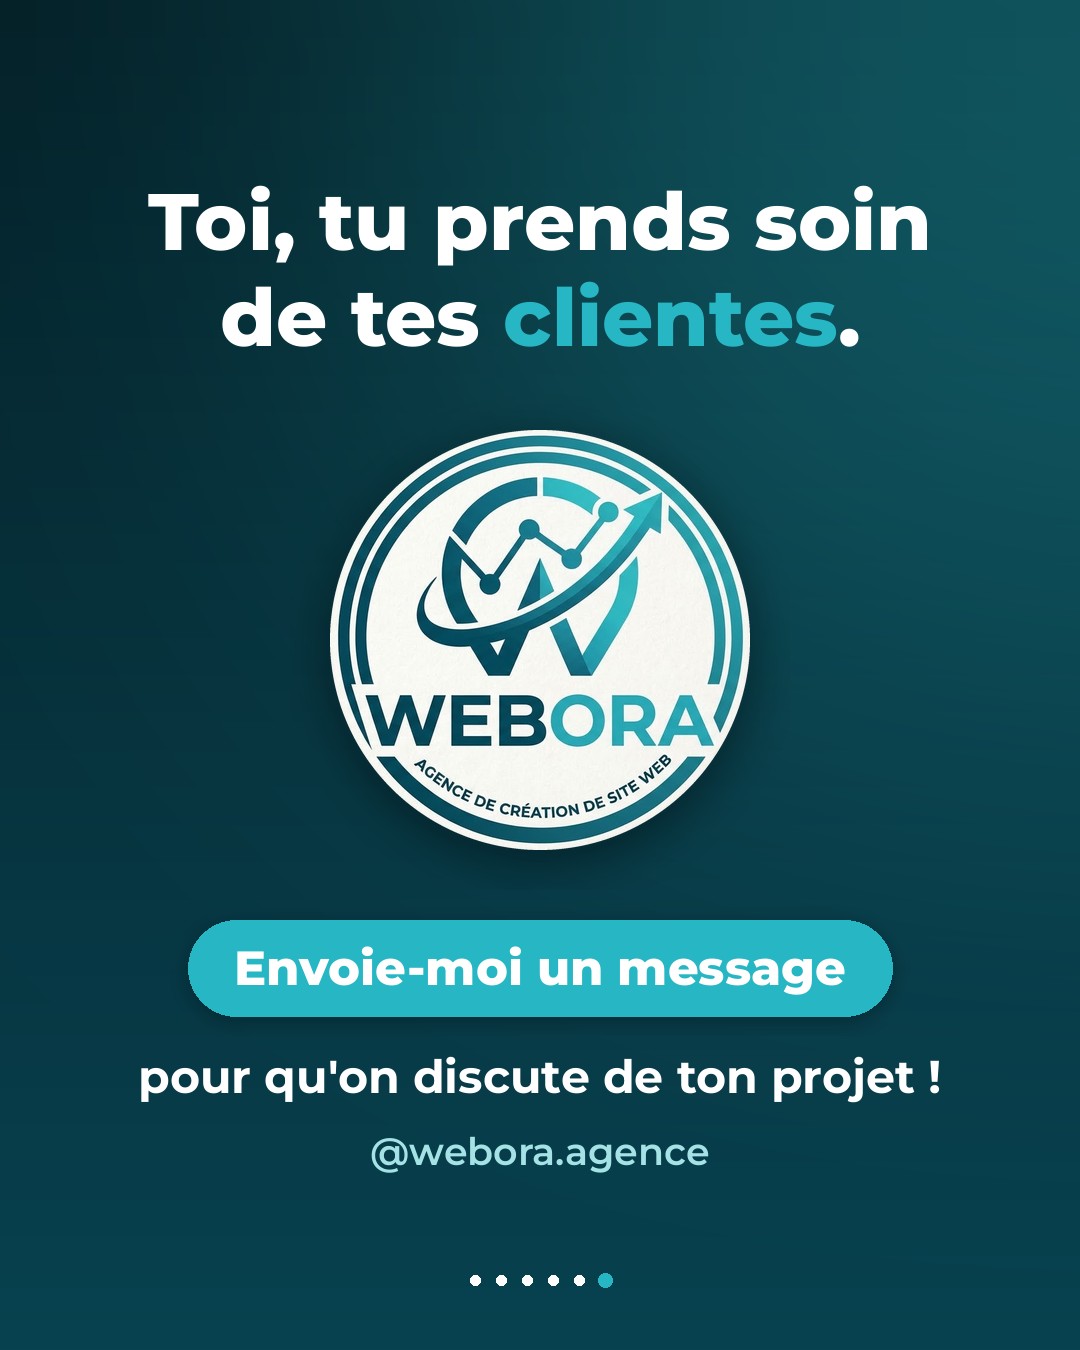 Toi, tu prends soin
de tes clientes.
WEBORA
AGENCE DE CRÉATION DE SITE WEB
Envoie-moi un message
pour qu'on discute de ton projet !
@webora.agence